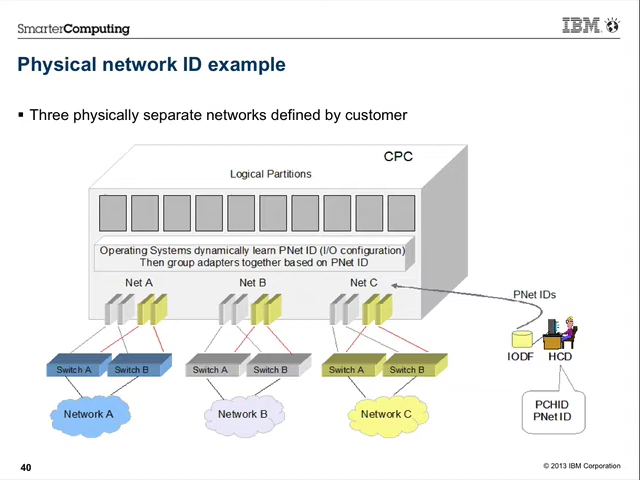 SmarterComputing
IBM
Physical network ID example
▪ Three physically separate networks defined by customer
CPC
Logical Partitions
Operating Systems dynamically learn PNet ID (I/O configuration)
Then group adapters together based on PNet ID
Net A
Net B
Net C
PNet IDs
IODF
HCD
Switch A
Switch B
Switch A
Switch B
Switch A
Switch B
Network A
Network B
Network C
PCHID
PNet ID
40
© 2013 IBM Corporation